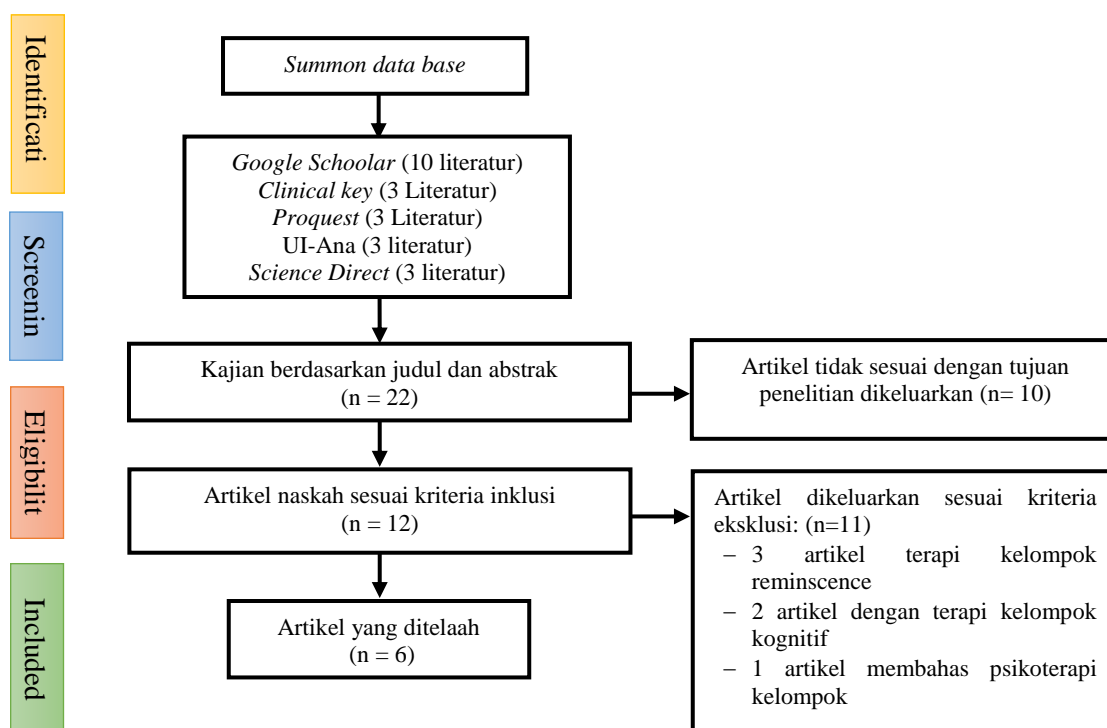 Identificati
Summon data base
Google Schoolar (10 literatur)
Clinical key (3 Literatur)
Proquest (3 Literatur)
UI-Ana (3 literatur)
Science Direct (3 literatur)
Screenin
Kajian berdasarkan judul dan abstrak
(n = 22)
Artikel tidak sesuai dengan tujuan
penelitian dikeluarkan (n= 10)
Eligibilit
Artikel naskah sesuai kriteria inklusi
(n = 12)
Artikel dikeluarkan sesuai kriteria
eksklusi: (n=11)
− 3 artikel terapi kelompok
reminscence
− 2 artikel dengan terapi kelompok
kognitif
− 1 artikel membahas psikoterapi
kelompok
Included
Artikel yang ditelaah
(n = 6)